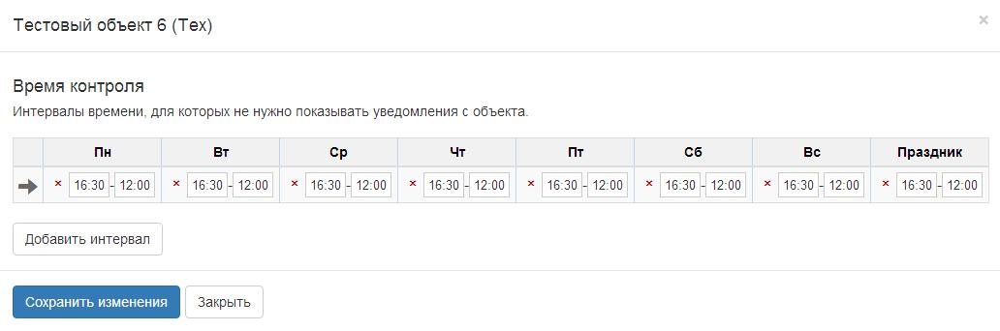 Тестовый объект 6 (Тех) ×
Время контроля
Интервалы времени, для которых не нужно показывать уведомления с объекта.
Пн Вт Ср Чт Пт Сб Вс Праздник
× 16:30 - 12:00 × 16:30 - 12:00 × 16:30 - 12:00 × 16:30 - 12:00 × 16:30 - 12:00 × 16:30 - 12:00 × 16:30 - 12:00 × 16:30 - 12:00
Добавить интервал
Сохранить изменения Закрыть